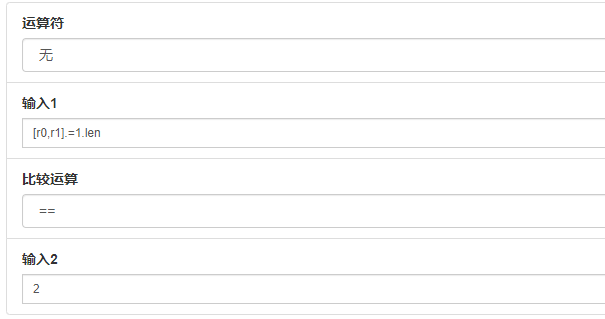 运算符
无
输入1
[r0,r1].=1.len
比较运算
==
输入2
2